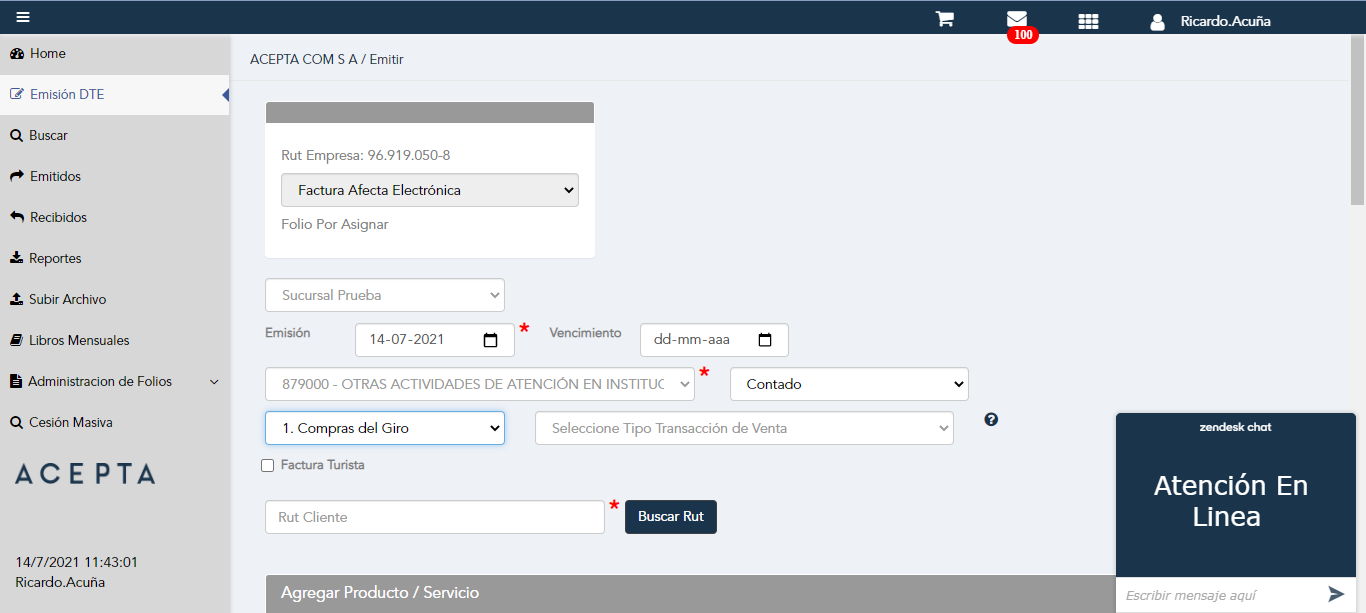 100
Ricardo.Acuña
Home
Emisión DTE
Buscar
Emitidos
Recibidos
Reportes
Subir Archivo
Libros Mensuales
Administracion de Folios
Cesión Masiva
ACEPTA
14/7/2021 11:43:01
Ricardo.Acuña
ACEPTA COM S A / Emitir
Rut Empresa: 96.919.050-8
Factura Afecta Electrónica
Folio Por Asignar
Sucursal Prueba
Emisión 14-07-2021 * Vencimiento dd-mm-aaa
879000 - OTRAS ACTIVIDADES DE ATENCIÓN EN INSTITUC * Contado
1. Compras del Giro Seleccione Tipo Transacción de Venta ?
Factura Turista
Rut Cliente * Buscar Rut
Agregar Producto / Servicio
zendesk chat
Atención En
Linea
Escribir mensaje aquí